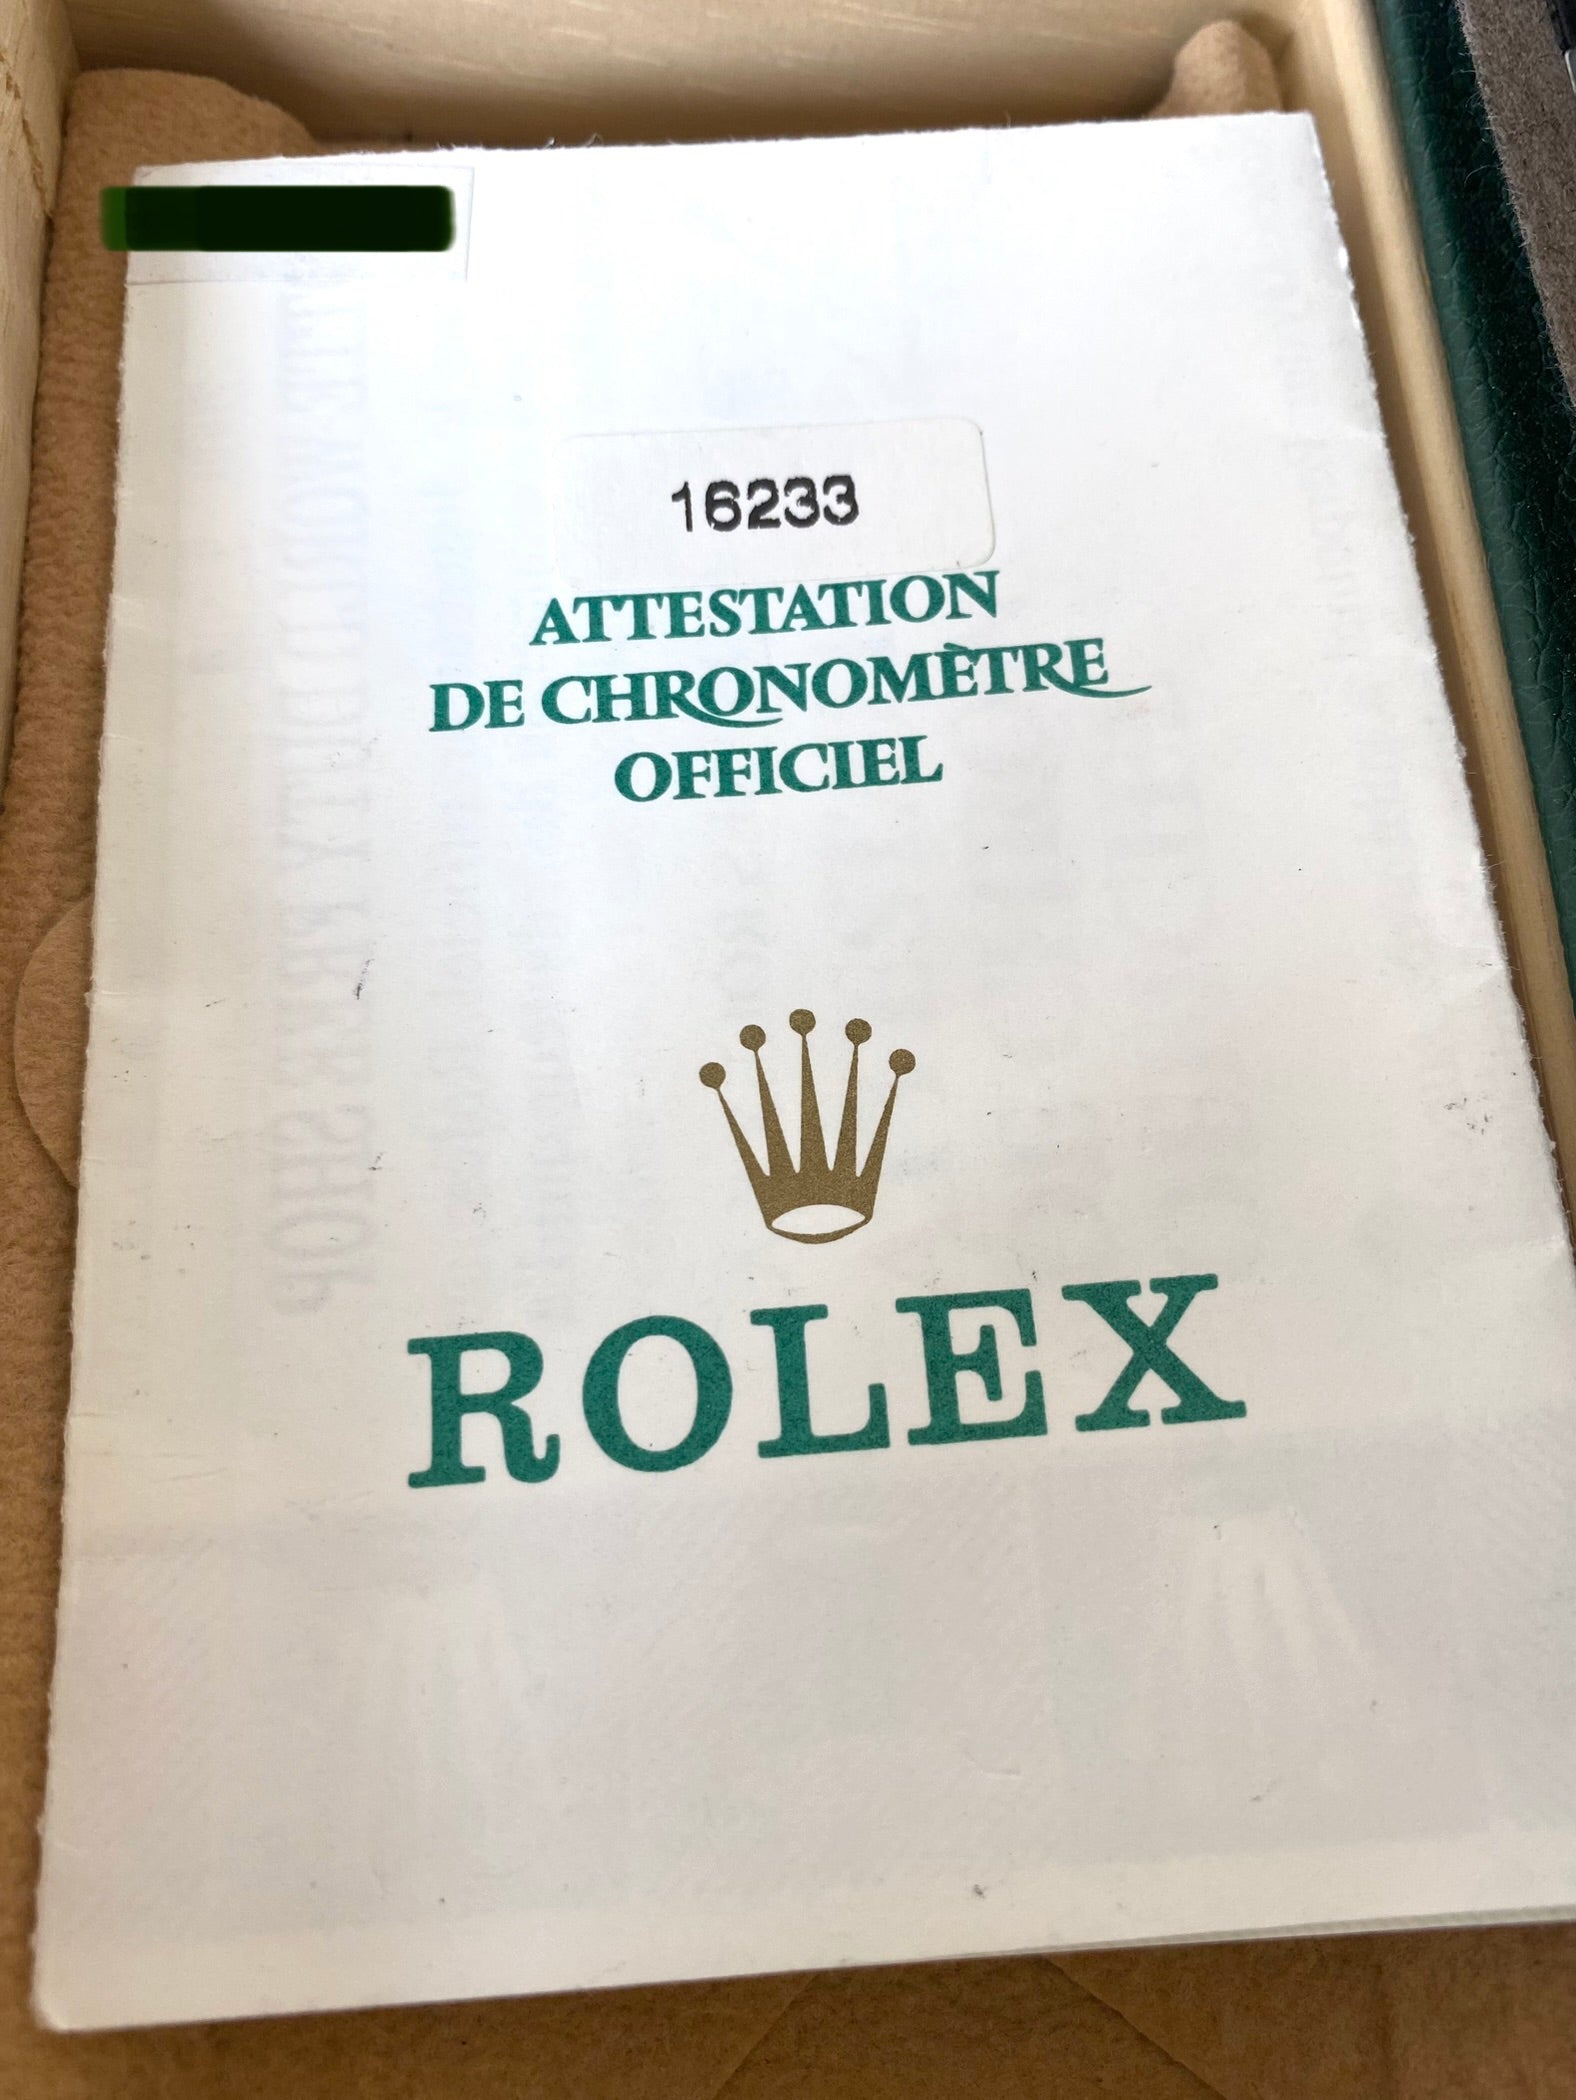 16233
ATTESTATION
DE CHRONOMÈTRE
OFFICIEL
ROLEX